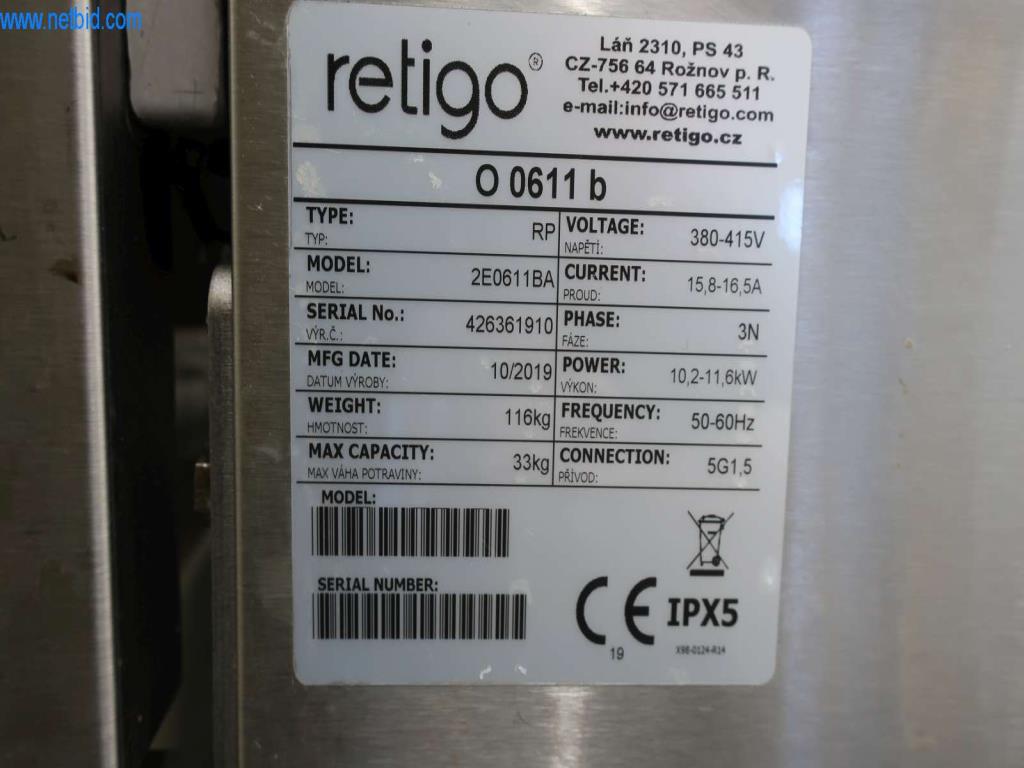 www.netbid.com
retigo®
Láň 2310, PS 43
CZ-756 64 Rožnov p. R.
Tel.+420 571 665 511
e-mail:info@retigo.com
www.retigo.cz
O 0611 b
TYPE: RP
TYP:
VOLTAGE: 380-415V
NAPĚTÍ:
MODEL: 2E0611BA
MODEL:
CURRENT: 15,8-16,5A
PROUD:
SERIAL No.: 426361910
VÝR.Č.:
PHASE: 3N
FÁZE:
MFG DATE: 10/2019
DATUM VÝROBY:
POWER: 10,2-11,6kW
VÝKON:
WEIGHT: 116kg
HMOTNOST:
FREQUENCY: 50-60Hz
FREKVENCE:
MAX CAPACITY: 33kg
MAX VÁHA POTRAVINY:
CONNECTION: 5G1,5
PŘÍVOD:
MODEL:
SERIAL NUMBER:
CE IPX5
19
X98-0124-R14